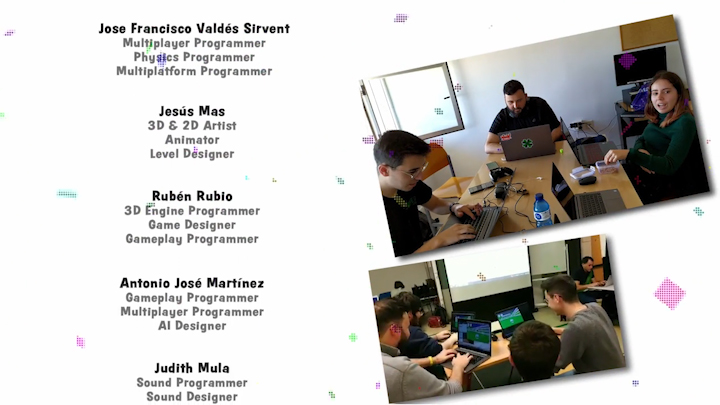 Jose Francisco Valdés Sirvent
Multiplayer Programmer
Physics Programmer
Multiplatform Programmer
Jesús Mas
3D & 2D Artist
Animator
Level Designer
Rubén Rubio
3D Engine Programmer
Game Designer
Gameplay Programmer
Antonio José Martínez
Gameplay Programmer
Multiplayer Programmer
AI Designer
Judith Mula
Sound Programmer
Sound Designer